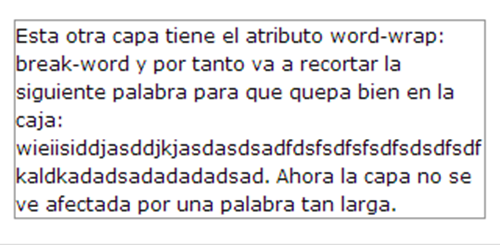 Esta otra capa tiene el atributo word-wrap:
break-word y por tanto va a recortar la
siguiente palabra para que quepa bien en la
caja:
wieiisiddjasddjkjasdasdsadfdsfsdfsfsdfsdsdfsdf
kaldkadadsadadadadsad. Ahora la capa no se
ve afectada por una palabra tan larga.